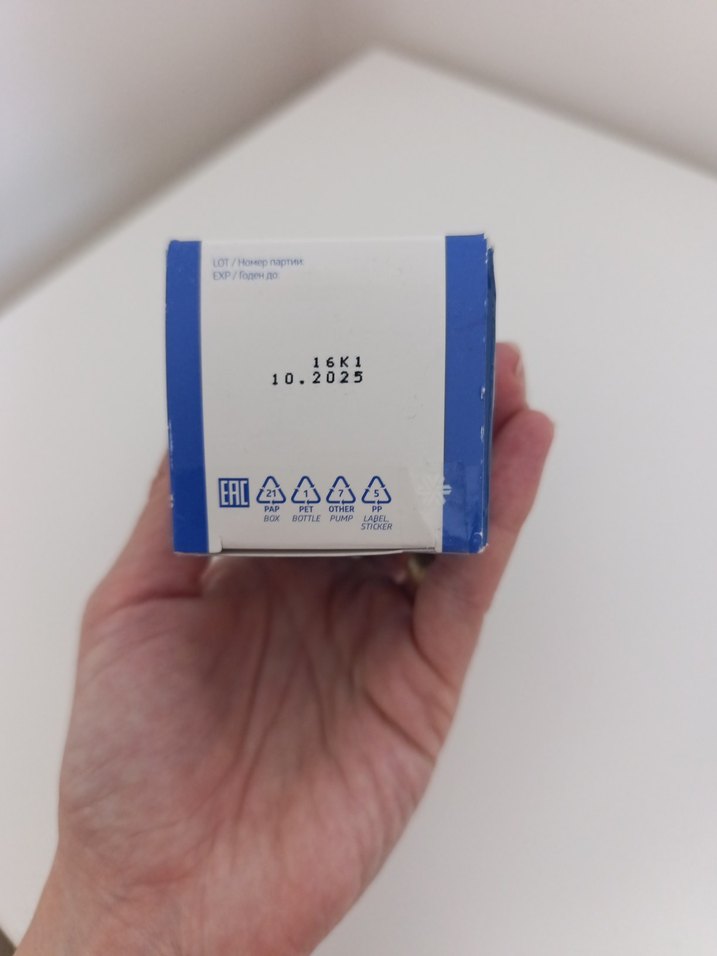 LOT / Номер партии:
EXP / Годен до:
16K1
10.2025
EAC
21 1 7 5
PAP PET OTHER PP
BOX BOTTLE PUMP LABEL,
STICKER